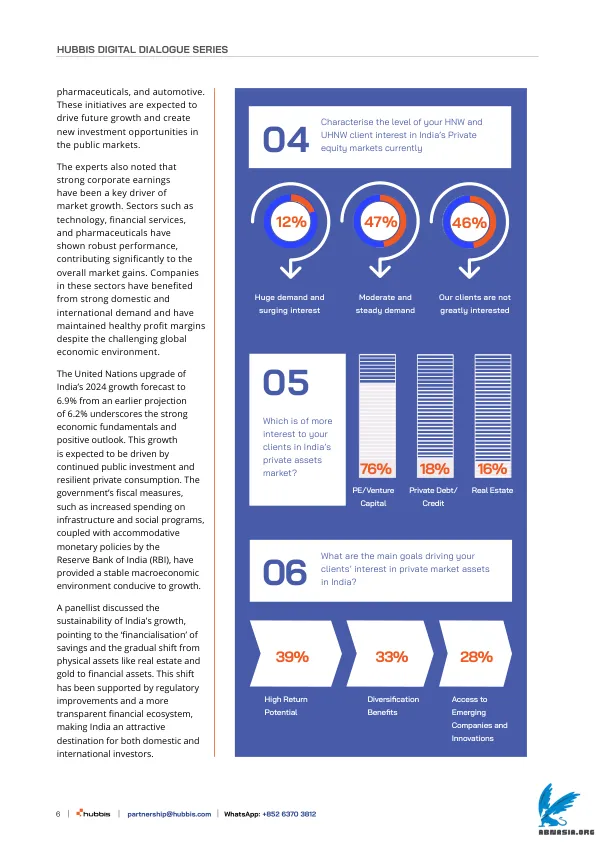 HUBBIS DIGITAL DIALOGUE SERIES
pharmaceuticals, and automotive.
These initiatives are expected to
drive future growth and create
new investment opportunities in
the public markets.
The experts also noted that
strong corporate earnings
have been a key driver of
market growth. Sectors such as
technology, financial services,
and pharmaceuticals have
shown robust performance,
contributing significantly to the
overall market gains. Companies
in these sectors have benefited
from strong domestic and
international demand and have
maintained healthy profit margins
despite the challenging global
economic environment.
The United Nations upgrade of
India’s 2024 growth forecast to
6.9% from an earlier projection
of 6.2% underscores the strong
economic fundamentals and
positive outlook. This growth
is expected to be driven by
continued public investment and
resilient private consumption. The
government’s fiscal measures,
such as increased spending on
infrastructure and social programs,
coupled with accommodative
monetary policies by the
Reserve Bank of India (RBI), have
provided a stable macroeconomic
environment conducive to growth.
A panellist discussed the
sustainability of India’s growth,
pointing to the ‘financialisation’ of
savings and the gradual shift from
physical assets like real estate and
gold to financial assets. This shift
has been supported by regulatory
improvements and a more
transparent financial ecosystem,
making India an attractive
destination for both domestic and
international investors.
04
Characterise the level of your HNW and
UHNW client interest in India’s Private
equity markets currently
12%
47%
46%
Huge demand and
surging interest
Moderate and
steady demand
Our clients are not
greatly interested
05
Which is of more
interest to your
clients in India’s
private assets
market?
76%
18%
16%
PE/Venture
Capital
Private Debt/
Credit
Real Estate
06
What are the main goals driving your
clients’ interest in private market assets
in India?
39%
33%
28%
High Return
Potential
Diversification
Benefits
Access to
Emerging
Companies and
Innovations
6 | hubbis | partnership@hubbis.com | WhatsApp: +852 6370 3812
ABNASIA.ORG